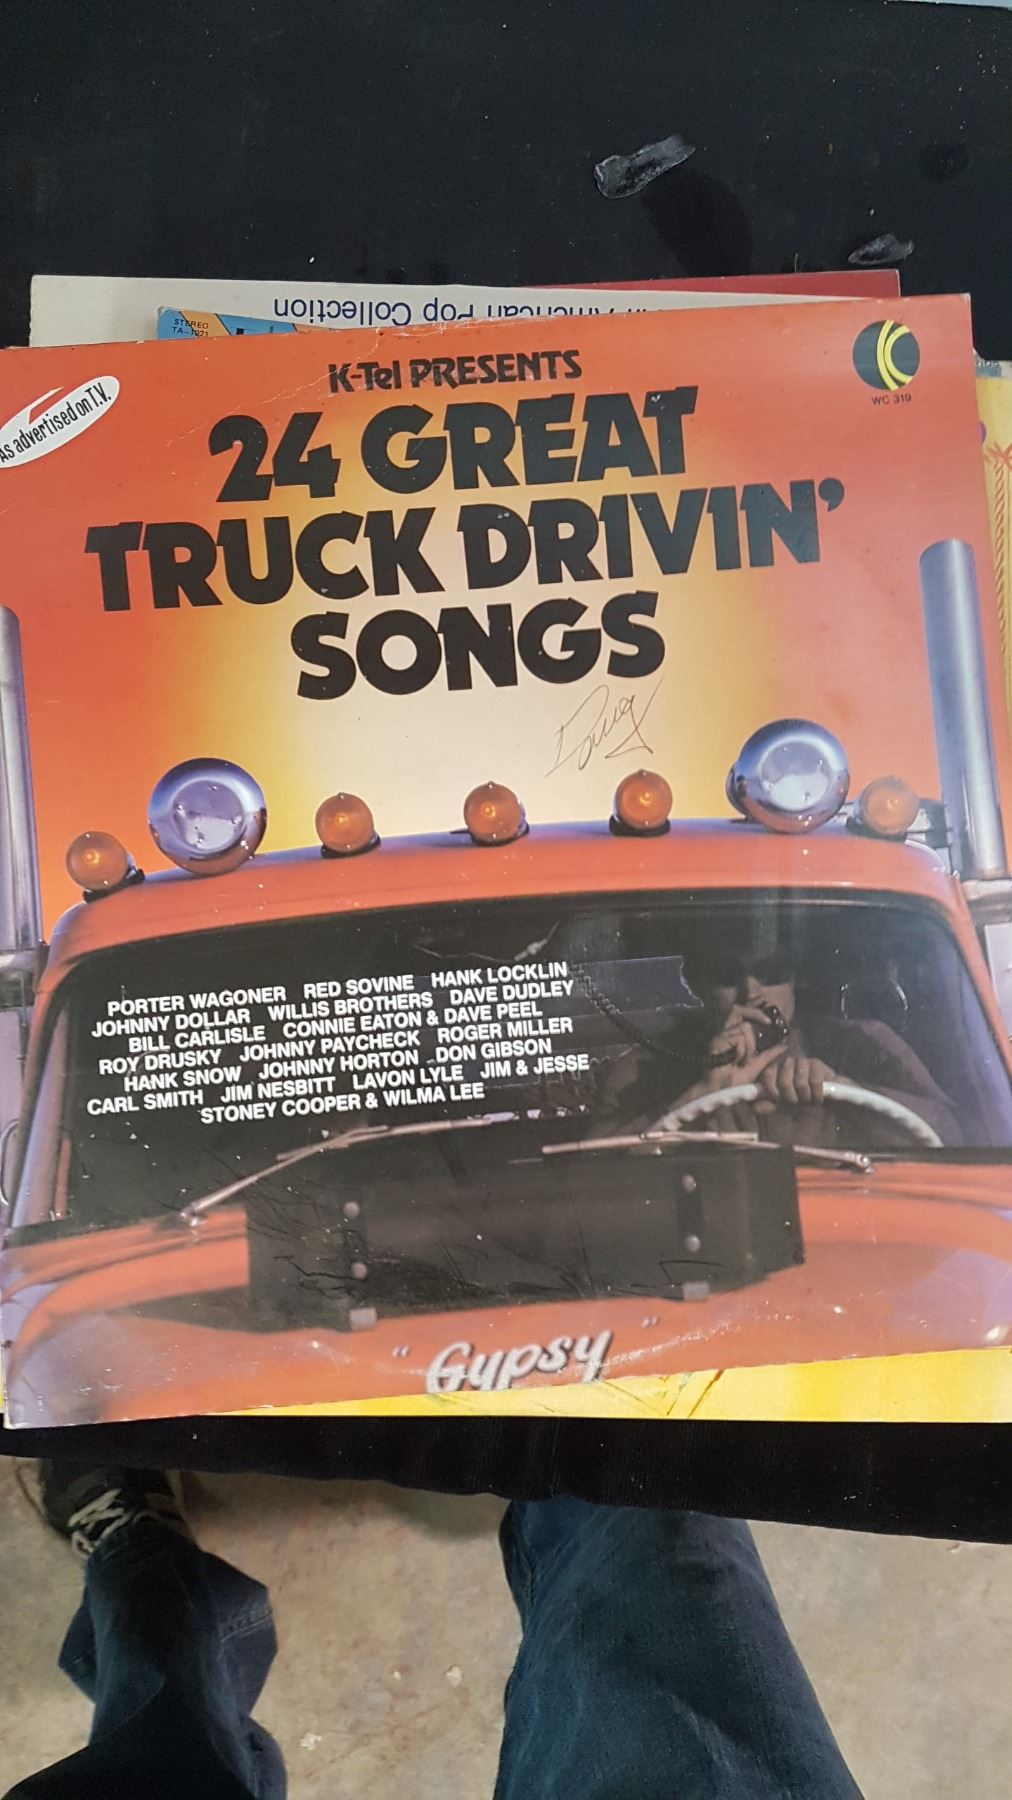 American Pop Collection
STEREO
TA-1021
K-Tel PRESENTS
WC 319
As advertised on T.V.
24 GREAT
TRUCK DRIVIN'
SONGS
Doug
PORTER WAGONER RED SOVINE HANK LOCKLIN
JOHNNY DOLLAR WILLIS BROTHERS DAVE DUDLEY
BILL CARLISLE CONNIE EATON & DAVE PEEL
ROY DRUSKY JOHNNY PAYCHECK ROGER MILLER
HANK SNOW JOHNNY HORTON DON GIBSON
CARL SMITH JIM NESBITT LAVON LYLE JIM & JESSE
STONEY COOPER & WILMA LEE
"Gypsy"